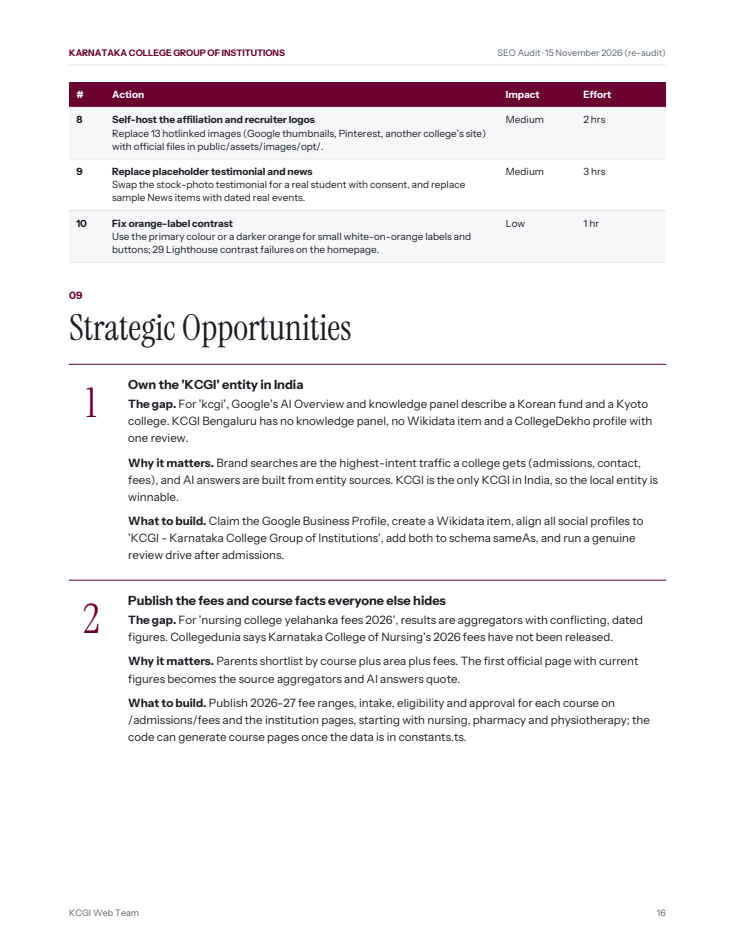 KARNATAKA COLLEGE GROUP OF INSTITUTIONS
SEO Audit · 15 November 2026 (re-audit)
# Action Impact Effort
8 Self-host the affiliation and recruiter logos Medium 2 hrs
Replace 13 hotlinked images (Google thumbnails, Pinterest, another college's site)
with official files in public/assets/images/opt/.
9 Replace placeholder testimonial and news Medium 3 hrs
Swap the stock-photo testimonial for a real student with consent, and replace
sample News items with dated real events.
10 Fix orange-label contrast Low 1 hr
Use the primary colour or a darker orange for small white-on-orange labels and
buttons; 29 Lighthouse contrast failures on the homepage.
09
Strategic Opportunities
1
Own the 'KCGI' entity in India
The gap. For 'kcgi', Google's AI Overview and knowledge panel describe a Korean fund and a Kyoto
college. KCGI Bengaluru has no knowledge panel, no Wikidata item and a CollegeDekho profile with
one review.
Why it matters. Brand searches are the highest-intent traffic a college gets (admissions, contact,
fees), and AI answers are built from entity sources. KCGI is the only KCGI in India, so the local entity is
winnable.
What to build. Claim the Google Business Profile, create a Wikidata item, align all social profiles to
'KCGI - Karnataka College Group of Institutions', add both to schema sameAs, and run a genuine
review drive after admissions.
2
Publish the fees and course facts everyone else hides
The gap. For 'nursing college yelahanka fees 2026', results are aggregators with conflicting, dated
figures. Collegedunia says Karnataka College of Nursing's 2026 fees have not been released.
Why it matters. Parents shortlist by course plus area plus fees. The first official page with current
figures becomes the source aggregators and AI answers quote.
What to build. Publish 2026-27 fee ranges, intake, eligibility and approval for each course on
/admissions/fees and the institution pages, starting with nursing, pharmacy and physiotherapy; the
code can generate course pages once the data is in constants.ts.
KCGI Web Team
16